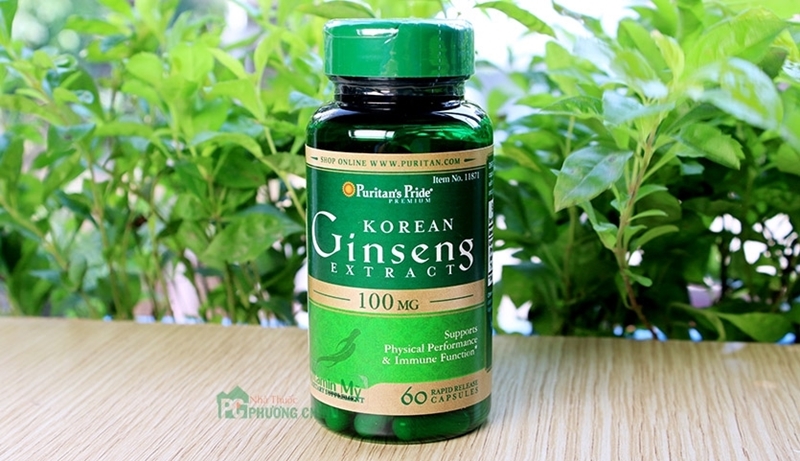 SHOP ONLINE WWW.PURITAN.COM
Item No. 11871
Puritan's Pride®
PREMIUM
KOREAN
Ginseng
EXTRACT
100 MG
Supports
Physical Performance
& Immune Function*
60 RAPID RELEASE
CAPSULES
PG Nhà Thuốc
PHƯƠNG